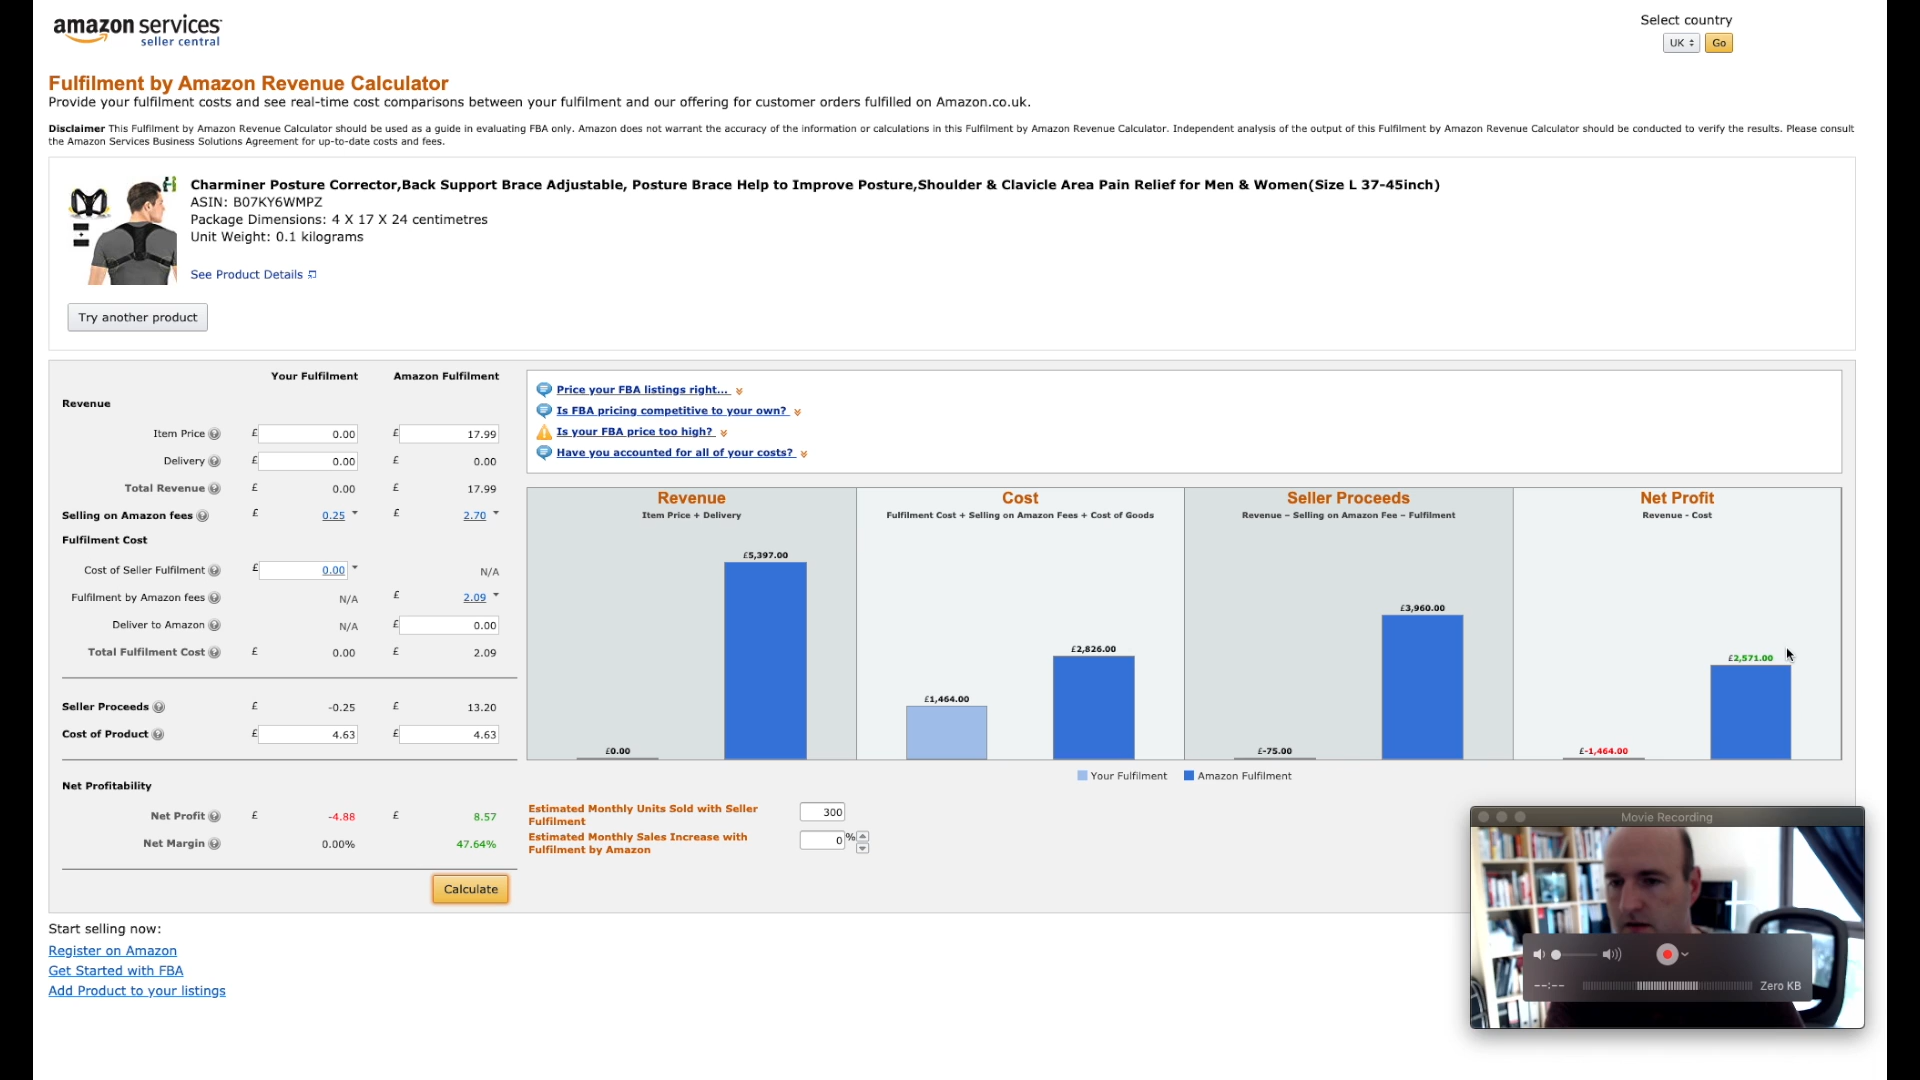 amazon services
seller central
Select country
UK
Go
Fulfilment by Amazon Revenue Calculator
Provide your fulfilment costs and see real-time cost comparisons between your fulfilment and our offering for customer orders fulfilled on Amazon.co.uk.
Disclaimer This Fulfilment by Amazon Revenue Calculator should be used as a guide in evaluating FBA only. Amazon does not warrant the accuracy of the information or calculations in this Fulfilment by Amazon Revenue Calculator. Independent analysis of the output of this Fulfilment by Amazon Revenue Calculator should be conducted to verify the results. Please consult
the Amazon Services Business Solutions Agreement for up-to-date costs and fees.
Charminer Posture Corrector,Back Support Brace Adjustable, Posture Brace Help to Improve Posture,Shoulder & Clavicle Area Pain Relief for Men & Women(Size L 37-45inch)
ASIN: B07KY6WMPZ
Package Dimensions: 4 X 17 X 24 centimetres
Unit Weight: 0.1 kilograms
See Product Details
Try another product
Your Fulfilment Amazon Fulfilment
Revenue
Item Price £ 0.00 £ 17.99
Delivery £ 0.00 £ 0.00
Total Revenue £ 0.00 £ 17.99
Selling on Amazon fees £ 0.25 £ 2.70
Fulfilment Cost
Cost of Seller Fulfilment £ 0.00 N/A
Fulfilment by Amazon fees N/A £ 2.09
Deliver to Amazon N/A £ 0.00
Total Fulfilment Cost £ 0.00 £ 2.09
Seller Proceeds £ -0.25 £ 13.20
Cost of Product £ 4.63 £ 4.63
Net Profitability
Net Profit £ -4.88 £ 8.57
Net Margin 0.00% 47.64%
Calculate
Price your FBA listings right...
Is FBA pricing competitive to your own?
Is your FBA price too high?
Have you accounted for all of your costs?
Revenue
Item Price + Delivery
£5,397.00
£0.00
Cost
Fulfilment Cost + Selling on Amazon Fees + Cost of Goods
£2,826.00
£1,464.00
Seller Proceeds
Revenue – Selling on Amazon Fee – Fulfilment
£3,960.00
£-75.00
Net Profit
Revenue - Cost
£2,571.00
£-1,464.00
Your Fulfilment Amazon Fulfilment
Estimated Monthly Units Sold with Seller
Fulfilment
300
Estimated Monthly Sales Increase with
Fulfilment by Amazon
0 %
Movie Recording
--:-- Zero KB
Start selling now:
Register on Amazon
Get Started with FBA
Add Product to your listings